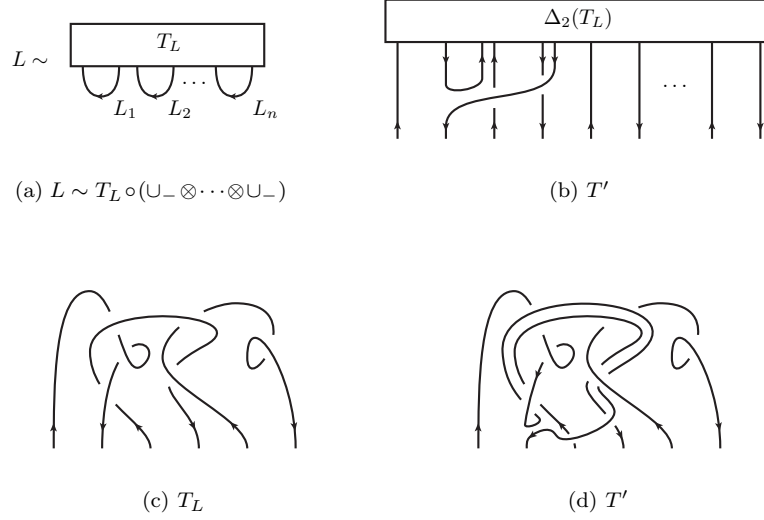 L ∼
T_L
L_1 L_2 ··· L_n
Δ_2(T_L)
···
(a) L ∼ T_L ∘ (∪_− ⊗ ··· ⊗ ∪_−)
(b) T′
(c) T_L
(d) T′